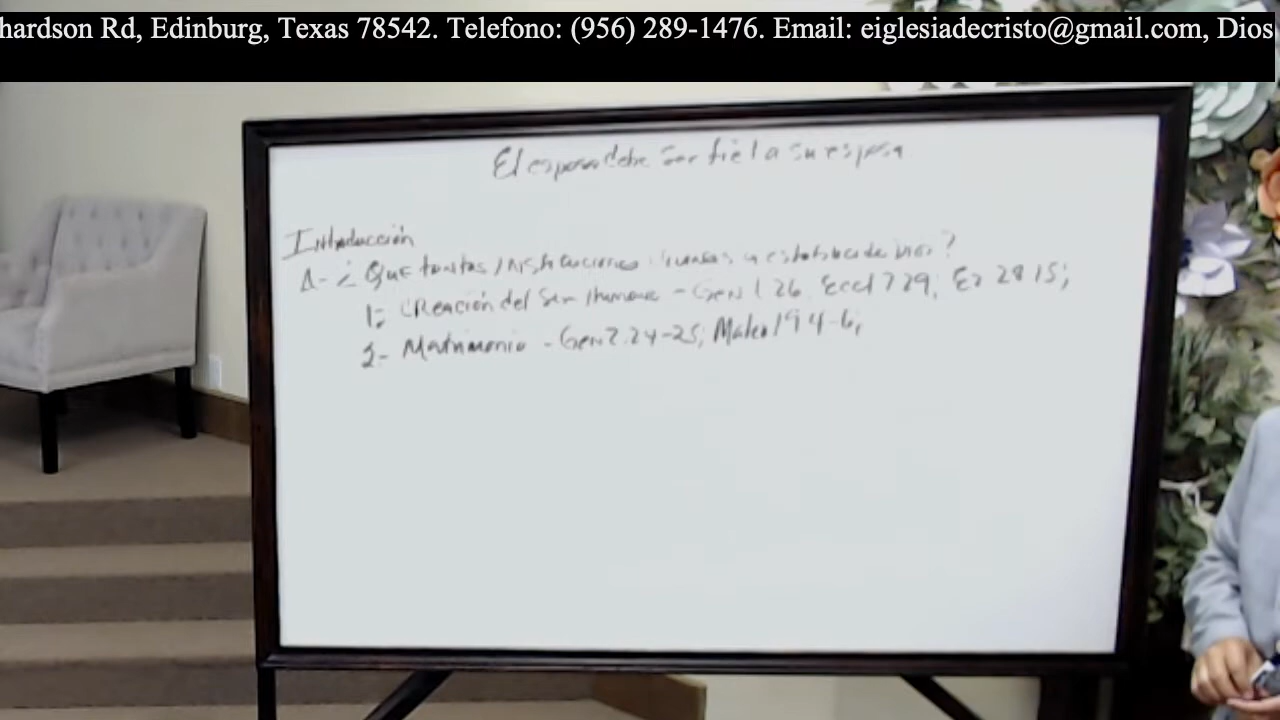 hardson Rd, Edinburg, Texas 78542. Telefono: (956) 289-1476. Email: eiglesiadecristo@gmail.com, Dios
El esposo debe ser fiel a su esposa
Introducción
A- ¿Que tantas instituciones establecido Dios?
1- Creación del Ser Humano - Gen 1 26, Eccl 7 29; Ez 28 15;
2- Matrimonio - Gen 2.24-25; Mateo 19 4-6;